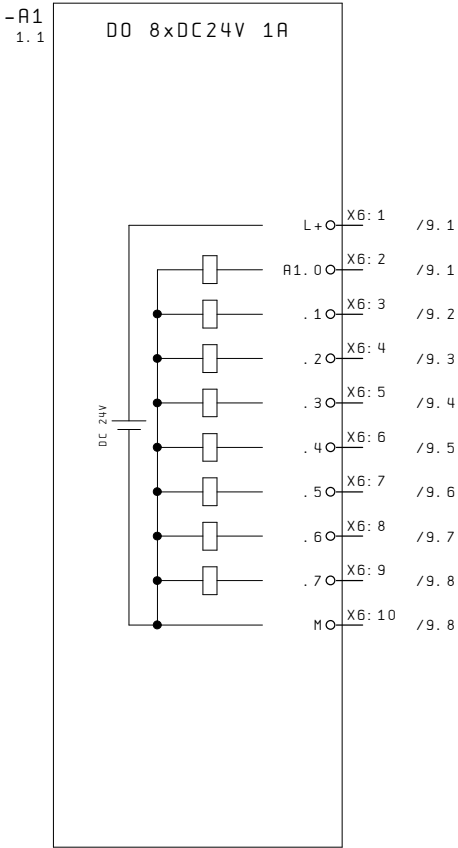 -A1
1.1
DO 8xDC24V 1A
L+ X6:1 /9.1
A1.0 X6:2 /9.1
.1 X6:3 /9.2
.2 X6:4 /9.3
.3 X6:5 /9.4
DC 24V
.4 X6:6 /9.5
.5 X6:7 /9.6
.6 X6:8 /9.7
.7 X6:9 /9.8
M X6:10 /9.8